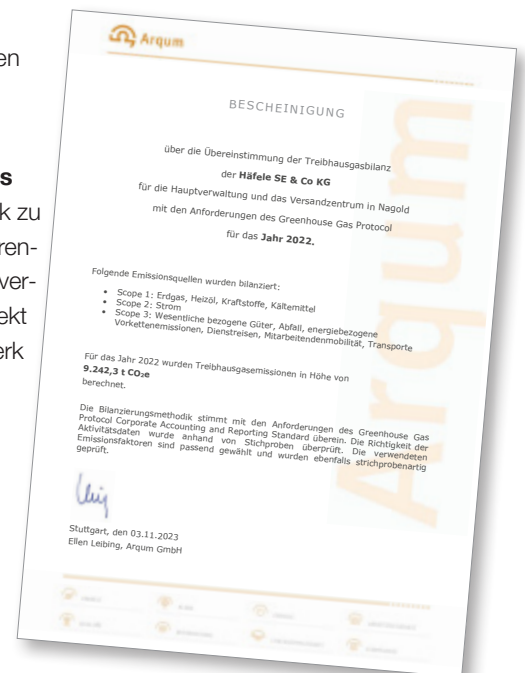 en
s
k zu
ren-
ver-
ekt
erk
Arqum
BESCHEINIGUNG
über die Übereinstimmung der Treibhausgasbilanz
der Häfele SE & Co KG
für die Hauptverwaltung und das Versandzentrum in Nagold
mit den Anforderungen des Greenhouse Gas Protocol
für das Jahr 2022.
Folgende Emissionsquellen wurden bilanziert:
• Scope 1: Erdgas, Heizöl, Kraftstoffe, Kältemittel
• Scope 2: Strom
• Scope 3: Wesentliche bezogene Güter, Abfall, energiebezogene
Vorkettenemissionen, Dienstreisen, Mitarbeitendenmobilität, Transporte
Für das Jahr 2022 wurden Treibhausgasemissionen in Höhe von
9.242,3 t CO₂e
berechnet.
Die Bilanzierungsmethodik stimmt mit den Anforderungen des Greenhouse Gas
Protocol Corporate Accounting and Reporting Standard überein. Die Richtigkeit der
Aktivitätsdaten wurde anhand von Stichproben überprüft. Die verwendeten
Emissionsfaktoren sind passend gewählt und wurden ebenfalls strichprobenartig
geprüft.
Stuttgart, den 03.11.2023
Ellen Leibing, Arqum GmbH
Arqum